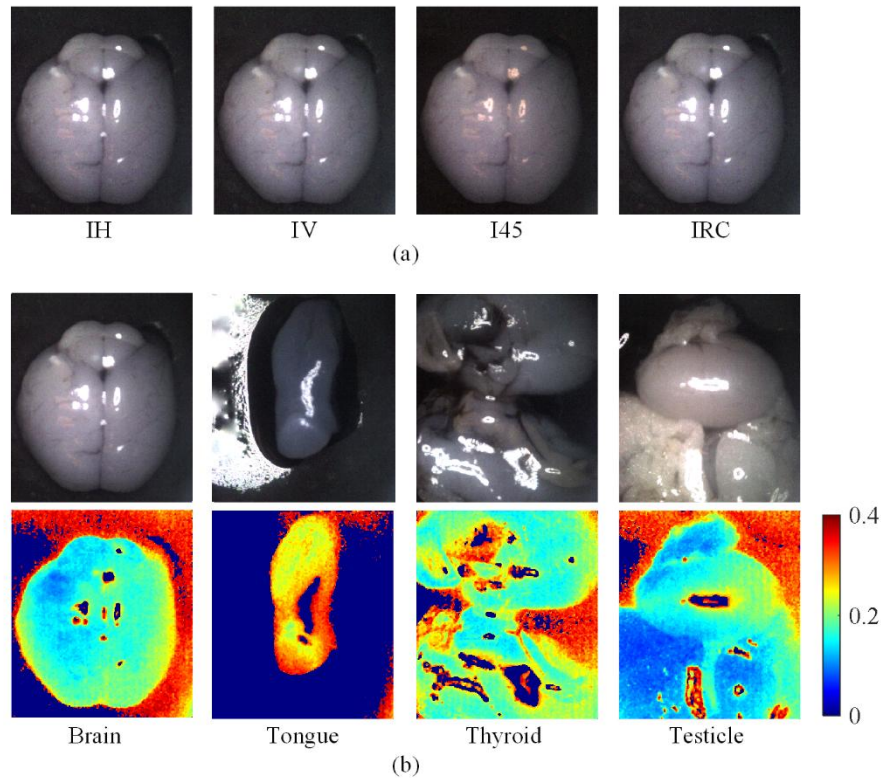 IH IV I45 IRC
(a)
0.4
0.2
0
Brain Tongue Thyroid Testicle
(b)